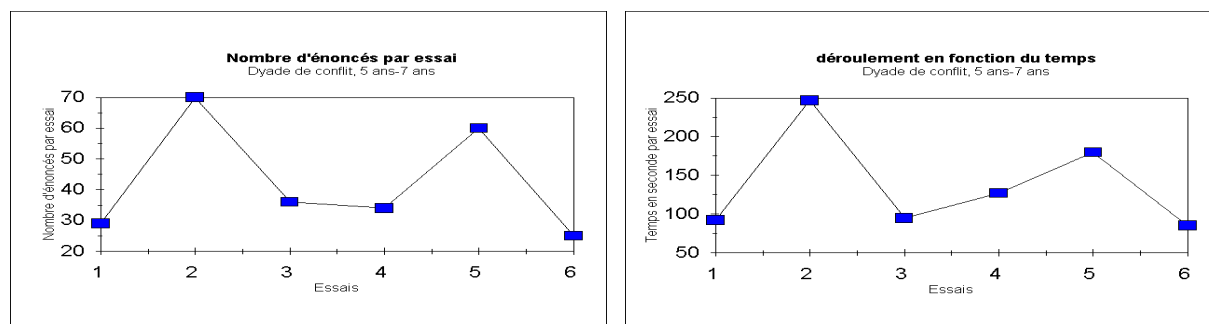 Nombre d'énoncés par essai
Dyade de conflit, 5 ans-7 ans
Nombre d'énoncés par essai
70
60
50
40
30
20
1 2 3 4 5 6
Essais
déroulement en fonction du temps
Dyade de conflit, 5 ans-7 ans
Temps en seconde par essai
250
200
150
100
50
1 2 3 4 5 6
Essais